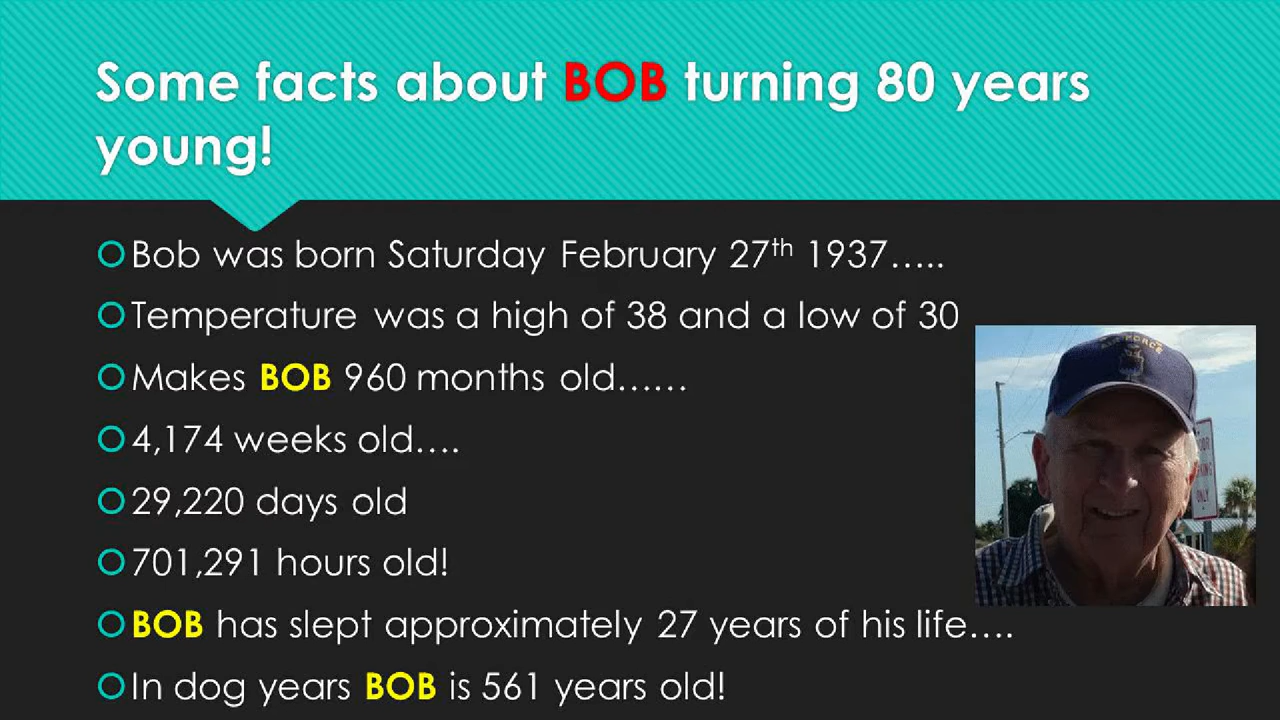 Some facts about BOB turning 80 years
young!
Bob was born Saturday February 27th 1937.....
Temperature was a high of 38 and a low of 30
Makes BOB 960 months old......
4,174 weeks old....
29,220 days old
701,291 hours old!
BOB has slept approximately 27 years of his life....
In dog years BOB is 561 years old!
AIR FORCE
ONLY